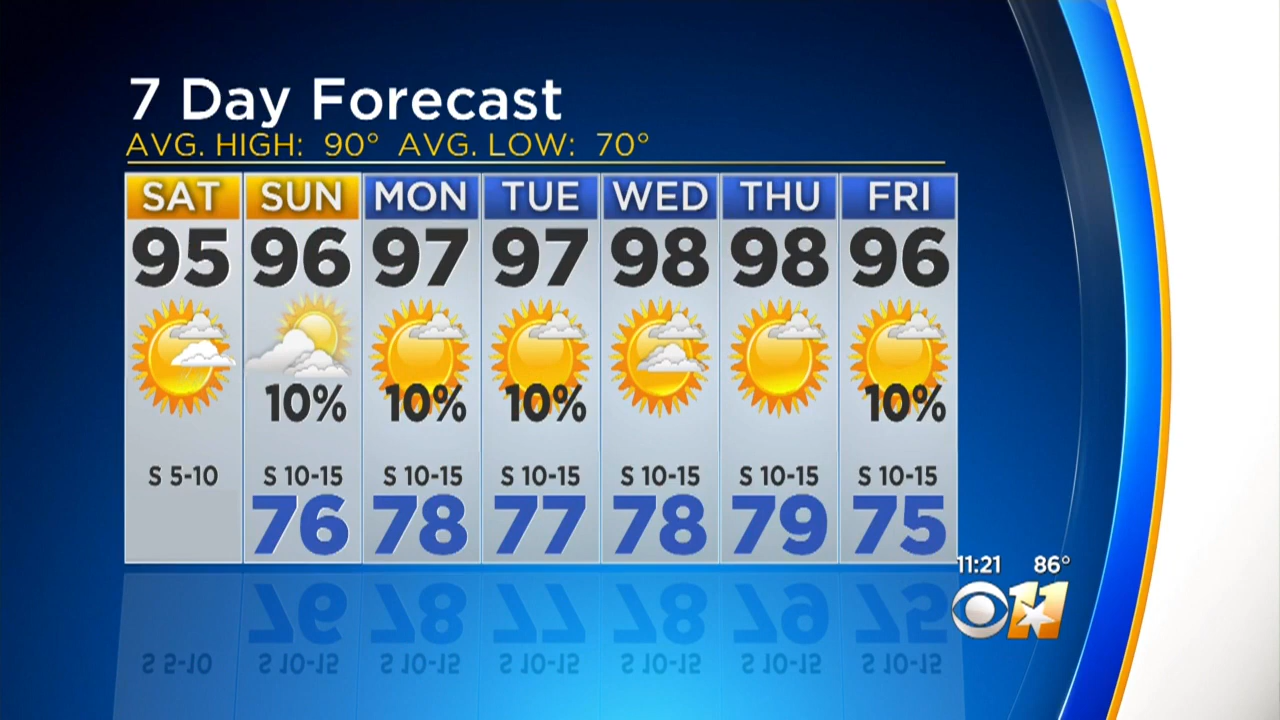 7 Day Forecast
AVG. HIGH: 90° AVG. LOW: 70°
SAT SUN MON TUE WED THU FRI
95 96 97 97 98 98 96
10% 10% 10% 10%
S 5-10 S 10-15 S 10-15 S 10-15 S 10-15 S 10-15 S 10-15
76 78 77 78 79 75
11:21 86°
11